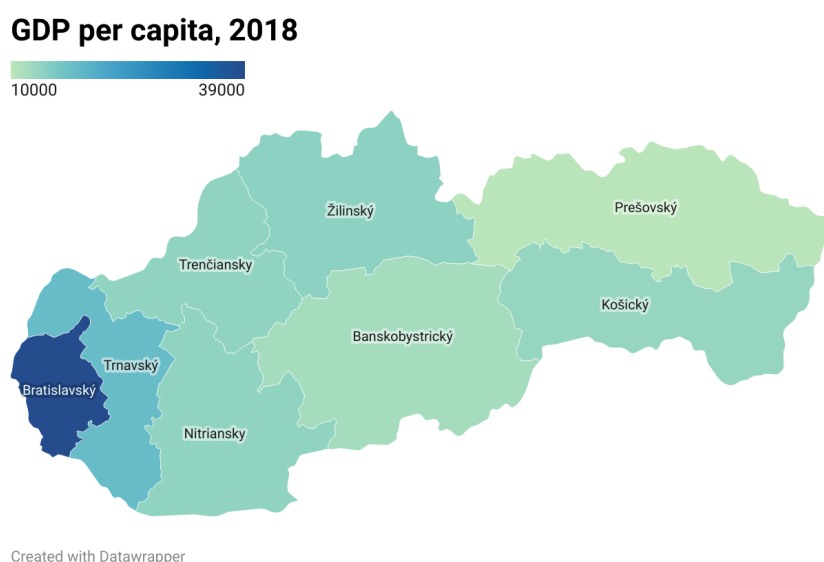 GDP per capita, 2018
10000 39000
Žilinský
Prešovský
Trenčiansky
Košický
Banskobystrický
Trnavský
Bratislavský
Nitriansky
Created with Datawrapper